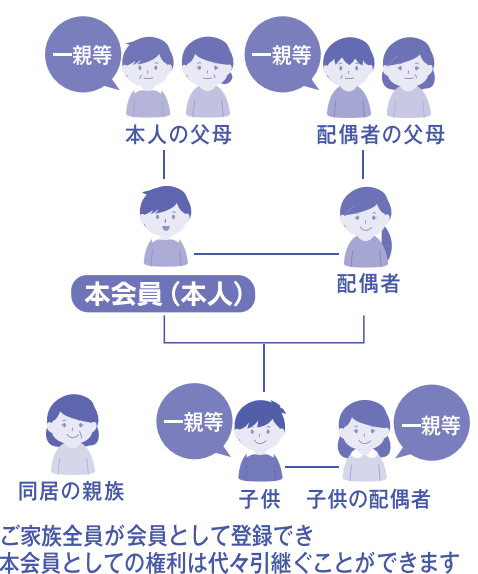 一親等
一親等
本人の父母
配偶者の父母
本会員（本人）
配偶者
一親等
一親等
同居の親族
子供
子供の配偶者
ご家族全員が会員として登録でき
本会員としての権利は代々引継ぐことができます